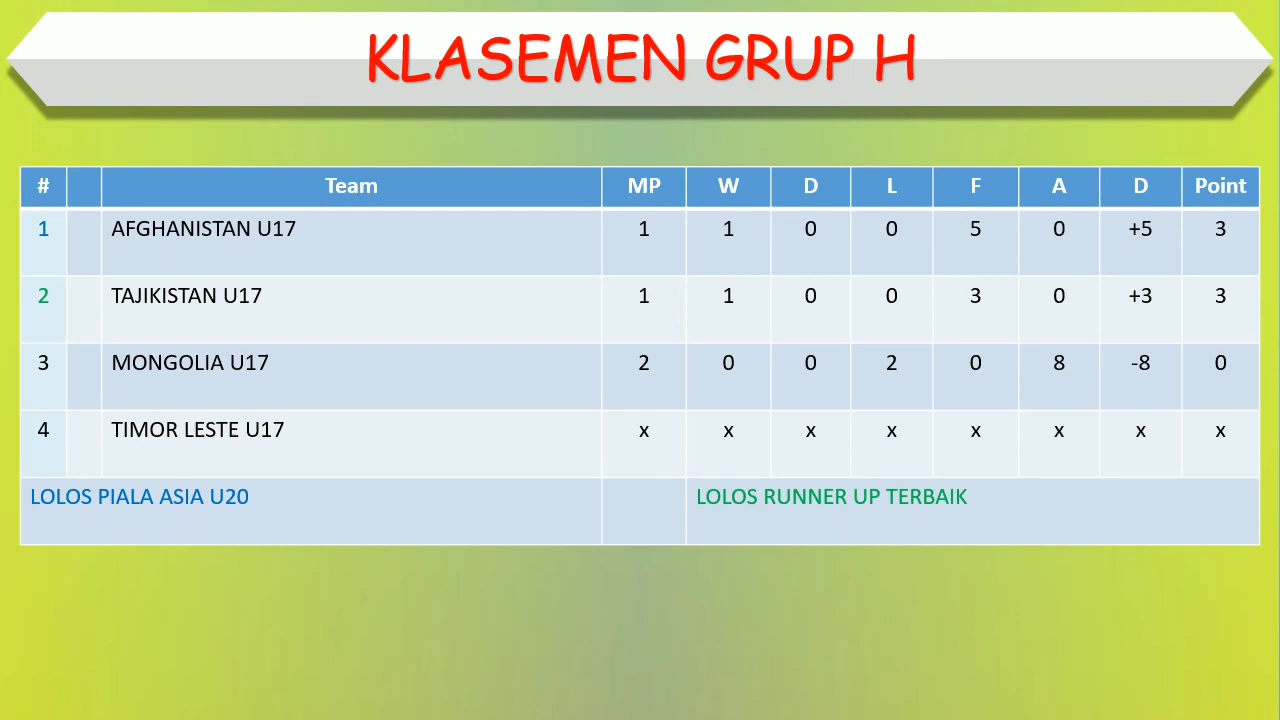 KLASEMEN GRUP H
# Team MP W D L F A D Point
1 AFGHANISTAN U17 1 1 0 0 5 0 +5 3
2 TAJIKISTAN U17 1 1 0 0 3 0 +3 3
3 MONGOLIA U17 2 0 0 2 0 8 -8 0
4 TIMOR LESTE U17 x x x x x x x x
LOLOS PIALA ASIA U20 LOLOS RUNNER UP TERBAIK